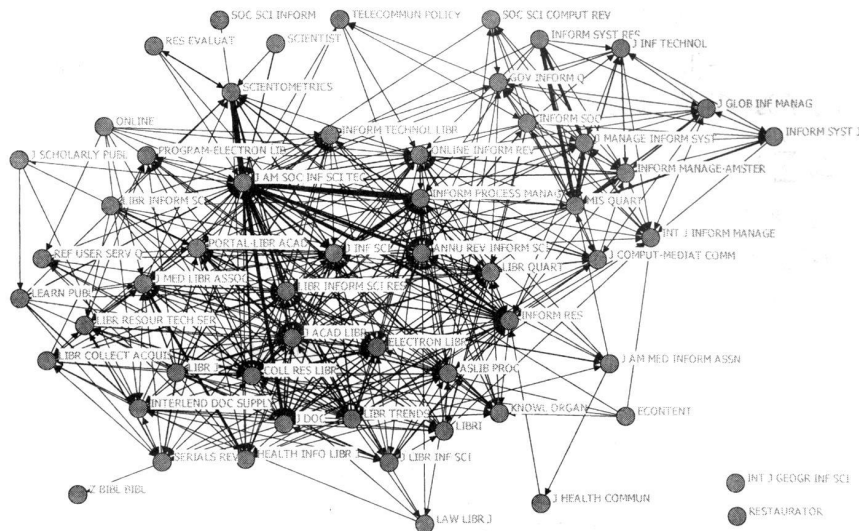 SOC SCI INFORM
TELECOMMUN POLICY
SOC SCI COMPUT REV
RES EVALUAT
SCIENTIST
INFORM SYST RES
J INF TECHNOL
SCIENTOMETRICS
GOV INFORM Q
J GLOB INF MANAG
ONLINE
INFORM TECHNOL LIBR
INFORM SOC
J MANAGE INFORM SYST
INFORM SYST J
J SCHOLARLY PUBL
PROGRAM-ELECTRON LIB
ONLINE INFORM REV
J AM SOC INF SCI TEC
INFORM MANAGE-AMSTER
LIBR INFORM SCI
INFORM PROCESS MANAG
MIS QUART
REF USER SERV Q
PORTAL-LIBR ACAD
J INF SCI
ANNU REV INFORM SCI
INT J INFORM MANAGE
J COMPUT-MEDIAT COMM
J MED LIBR ASSOC
LIBR QUART
LEARN PUBL
LIBR INFORM SCI RES
LIBR RESOUR TECH SER
INFORM RES
J ACAD LIBR
ELECTRON LIBR
LIBR COLLECT ACQUIS
LIBR J
COLL RES LIBR
ASLIB PROC
J AM MED INFORM ASSN
INTERLEND DOC SUPPLY
J DOC
LIBR TRENDS
LIBRI
KNOWL ORGAN
ECONTENT
SERIALS REV
HEALTH INFO LIBR J
J LIBR INF SCI
INT J GEOGR INF SCI
Z BIBL BIBL
J HEALTH COMMUN
RESTAURATOR
LAW LIBR J